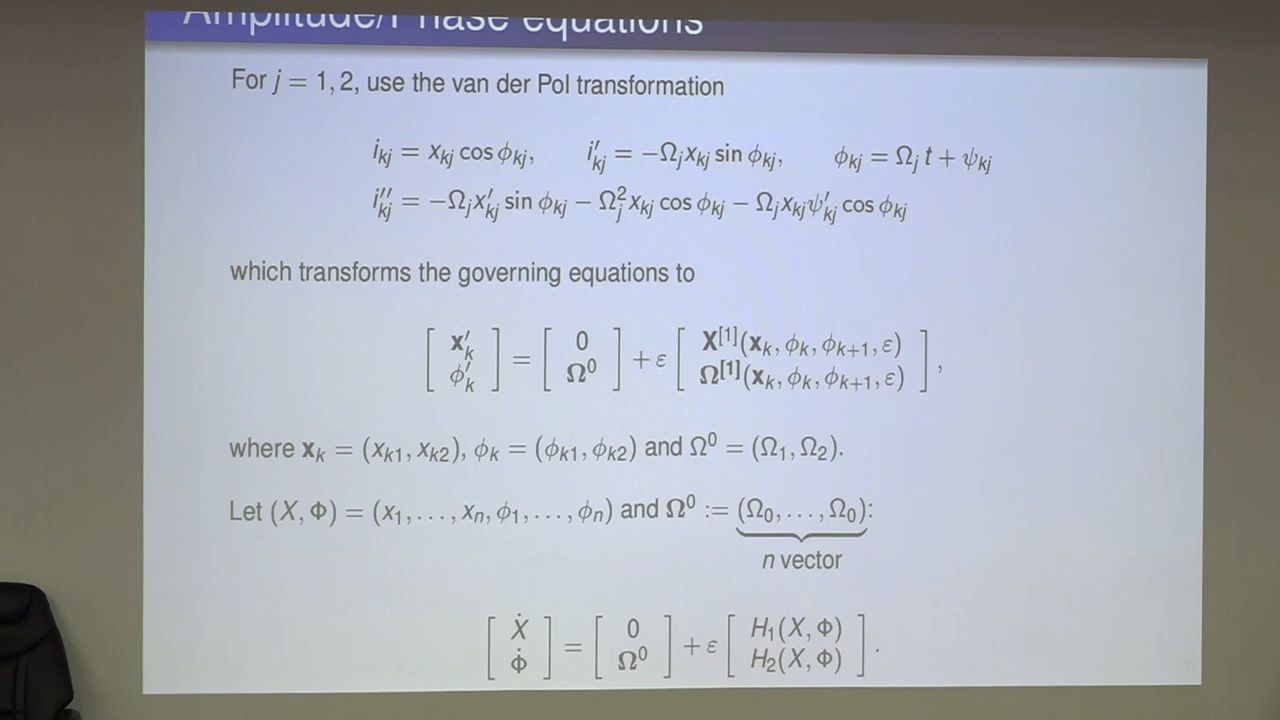 Amplitude/Phase equations
For j = 1, 2, use the van der Pol transformation
i_{kj} = x_{kj} cos ϕ_{kj},   i′_{kj} = −Ω_j x_{kj} sin ϕ_{kj},   ϕ_{kj} = Ω_j t + ψ_{kj}
i″_{kj} = −Ω_j x′_{kj} sin ϕ_{kj} − Ω_j^2 x_{kj} cos ϕ_{kj} − Ω_j x_{kj} ψ′_{kj} cos ϕ_{kj}
which transforms the governing equations to
[ x′_k ; ϕ′_k ] = [ 0 ; Ω^0 ] + ε [ X^{[1]}(x_k, ϕ_k, ϕ_{k+1}, ε) ; Ω^{[1]}(x_k, ϕ_k, ϕ_{k+1}, ε) ],
where x_k = (x_{k1}, x_{k2}), ϕ_k = (ϕ_{k1}, ϕ_{k2}) and Ω^0 = (Ω_1, Ω_2).
Let (X, Φ) = (x_1, . . . , x_n, ϕ_1, . . . , ϕ_n) and Ω^0 := (Ω_0, . . . , Ω_0):
n vector
[ Ẋ ; Φ̇ ] = [ 0 ; Ω^0 ] + ε [ H_1(X, Φ) ; H_2(X, Φ) ].